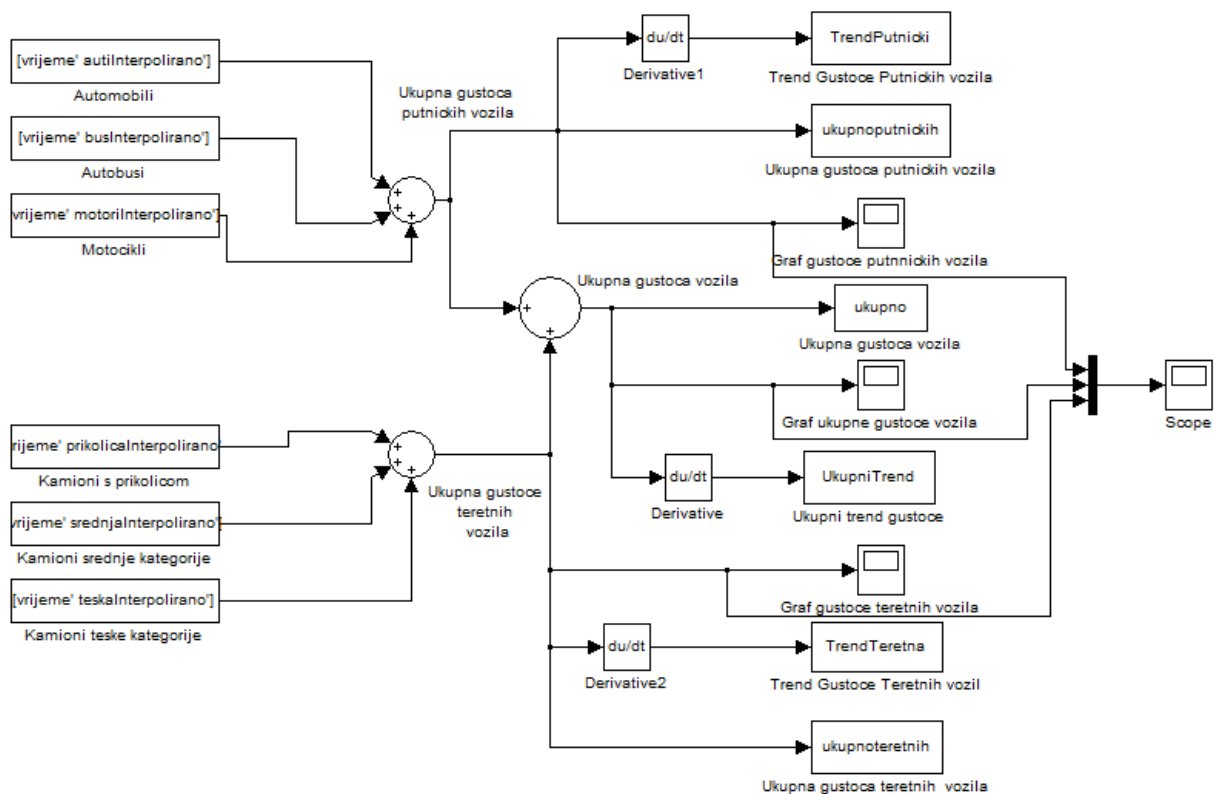 [vrijeme' autiInterpolirano']
Automobili
[vrijeme' busInterpolirano']
Autobusi
vrijeme' motoriInterpolirano']
Motocikli
rijeme' prikolicaInterpolirano'
Kamioni s prikolicom
vrijeme' srednjaInterpolirano']
Kamioni srednje kategorije
[vrijeme' teskaInterpolirano']
Kamioni teske kategorije
+
+
+
Ukupna gustoca
putnickih vozila
+
+
+
Ukupna gustoce
teretnih
vozila
+
+
Ukupna gustoca vozila
du/dt
Derivative1
TrendPutnicki
Trend Gustoce Putnickih vozila
ukupnoputnickih
Ukupna gustoca putnickih vozila
Graf gustoce putnnickih vozila
ukupno
Ukupna gustoca vozila
Graf ukupne gustoce vozila
du/dt
Derivative
UkupniTrend
Ukupni trend gustoce
Graf gustoce teretnih vozila
du/dt
Derivative2
TrendTeretna
Trend Gustoce Teretnih vozil
ukupnoteretnih
Ukupna gustoca teretnih vozila
Scope